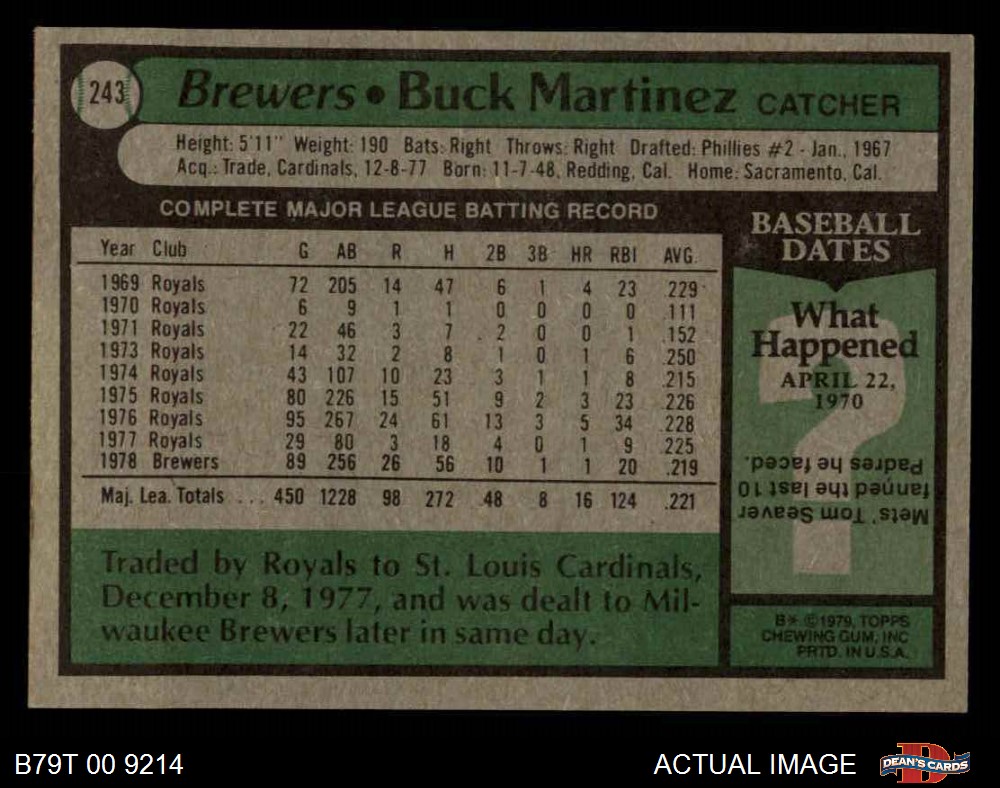 243
Brewers • Buck Martinez CATCHER
Height: 5'11" Weight: 190 Bats: Right Throws: Right Drafted: Phillies #2 - Jan., 1967
Acq.: Trade, Cardinals, 12-8-77 Born: 11-7-48, Redding, Cal. Home: Sacramento, Cal.
COMPLETE MAJOR LEAGUE BATTING RECORD
Year Club G AB R H 2B 3B HR RBI AVG.
1969 Royals 72 205 14 47 6 1 4 23 .229
1970 Royals 6 9 1 1 0 0 0 0 .111
1971 Royals 22 46 3 7 2 0 0 1 .152
1973 Royals 14 32 2 8 1 0 1 6 .250
1974 Royals 43 107 10 23 3 1 1 8 .215
1975 Royals 80 226 15 51 9 2 3 23 .226
1976 Royals 95 267 24 61 13 3 5 34 .228
1977 Royals 29 80 3 18 4 0 1 9 .225
1978 Brewers 89 256 26 56 10 1 1 20 .219
Maj. Lea. Totals ... 450 1228 98 272 48 8 16 124 .221
Traded by Royals to St. Louis Cardinals,
December 8, 1977, and was dealt to Mil-
waukee Brewers later in same day.
BASEBALL
DATES
What
Happened
APRIL 22,
1970
?
Mets' Tom Seaver
fanned the last 10
Padres he faced.
B* © 1979, TOPPS
CHEWING GUM, INC
PRTD. IN U.S.A.
B79T 00 9214
ACTUAL IMAGE
D
DEAN'S CARDS